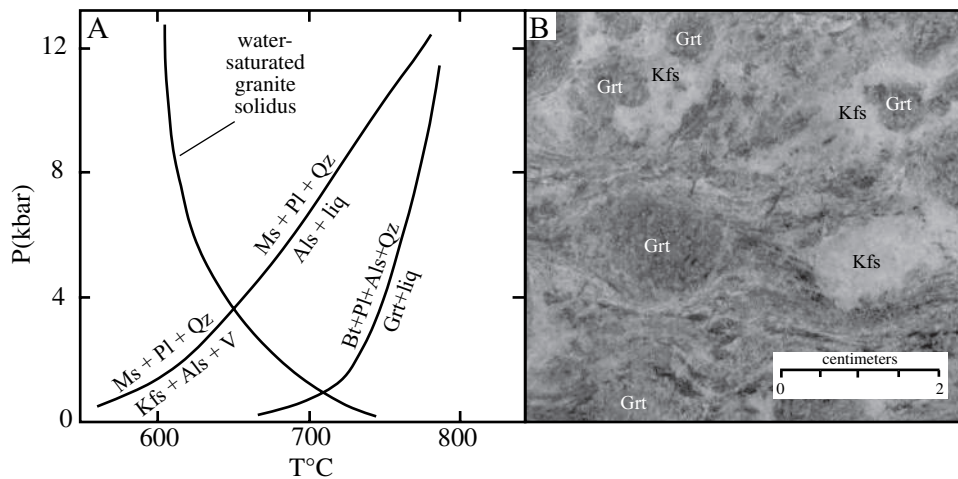 A
water-
saturated
granite
solidus
12
8
4
0
P(kbar)
Ms + Pl + Qz
Als + liq
Ms + Pl + Qz
Kfs + Als + V
Bt+Pl+Als+Qz
Grt+liq
600
700
800
T°C
B
Grt
Kfs
Grt
Grt
Kfs
Grt
Kfs
Grt
centimeters
0
2